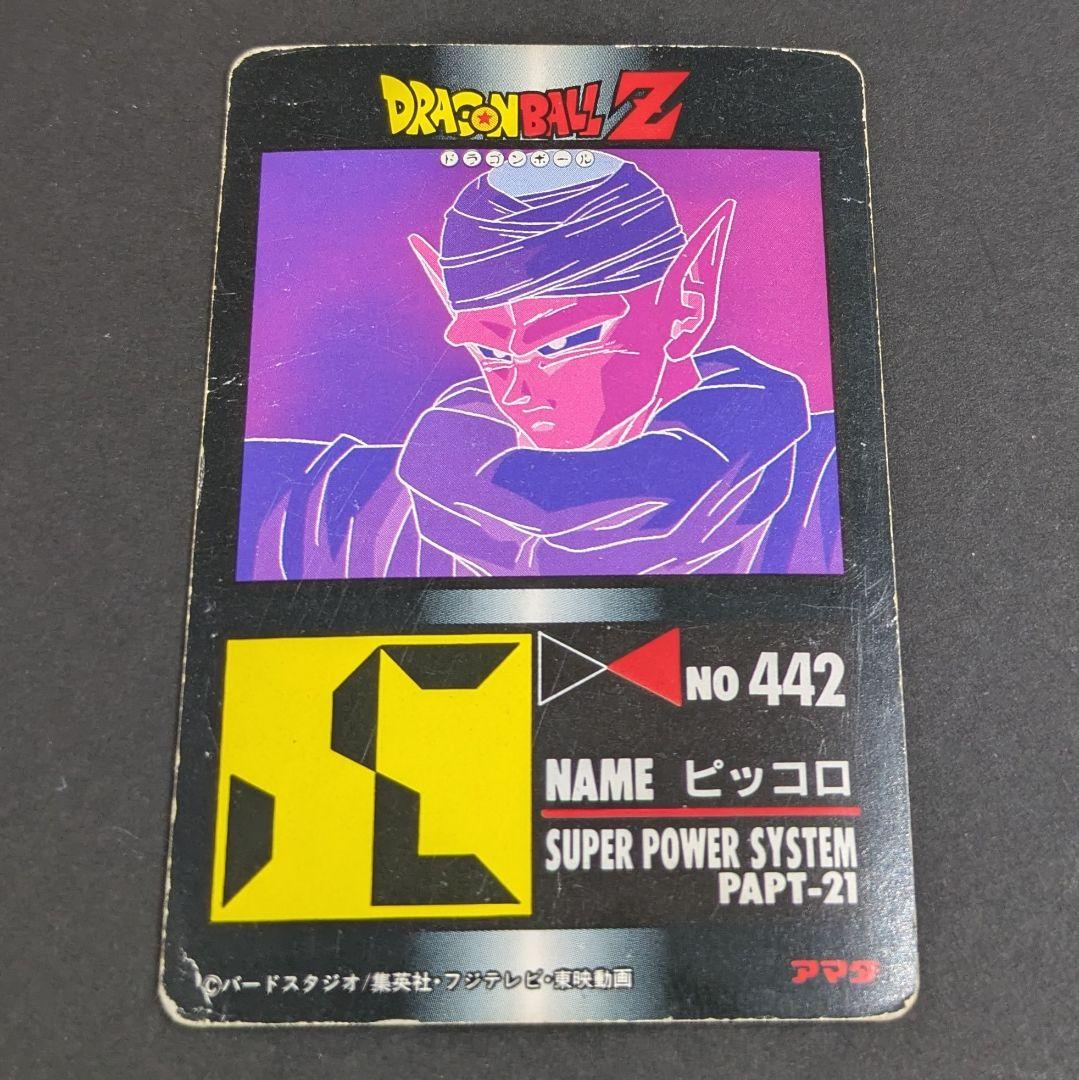 DRAGONBALL Z
ドラゴンボール
NO 442
NAME ピッコロ
SUPER POWER SYSTEM
PAPT-21
©バードスタジオ/集英社・フジテレビ・東映動画
アマダ